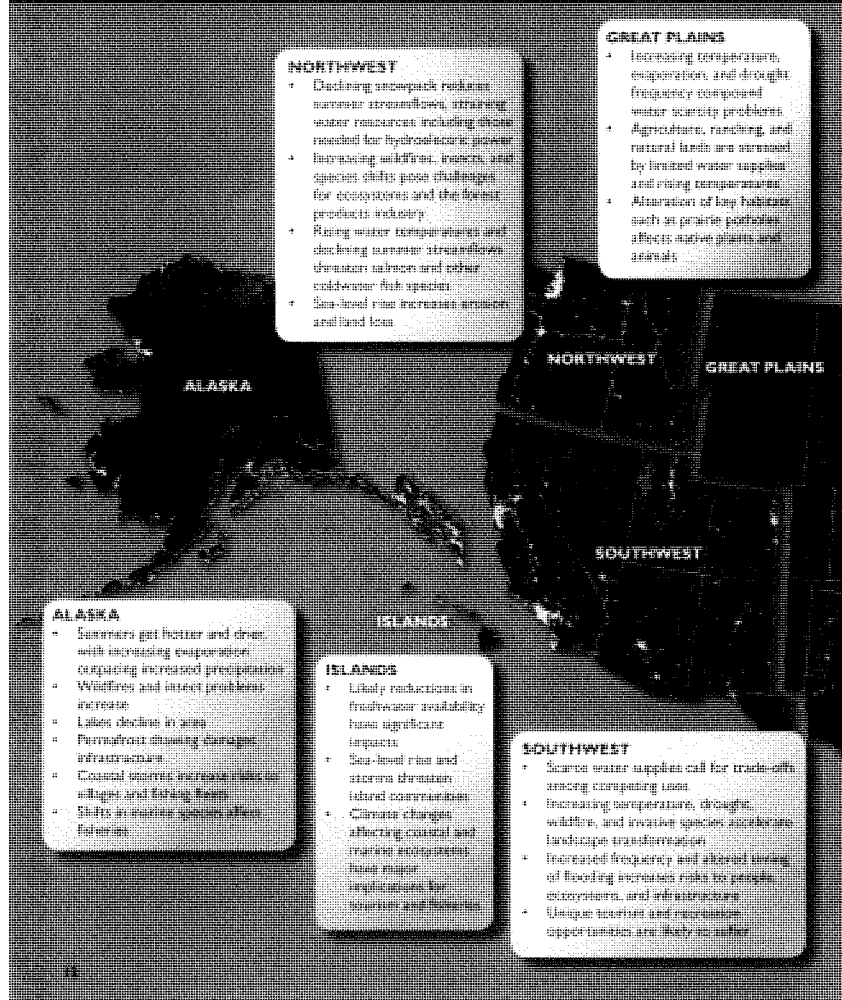 GREAT PLAINS
• Increasing temperature,
evaporation, and drought
frequency compound
water scarcity problems
• Agriculture, ranching, and
natural lands are stressed
by limited water supplies
and rising temperatures
• Alteration of key habitats
such as prairie potholes
affects native plants and
animals
NORTHWEST
• Declining snowpack reduces
summer streamflows, straining
water resources including those
needed for hydroelectric power
• Increasing wildfires, insects, and
species shifts pose challenges
for ecosystems and the forest
products industry
• Rising water temperatures and
declining summer streamflows
threaten salmon and other
coldwater fish species
• Sea-level rise increases erosion
and land loss
NORTHWEST
GREAT PLAINS
ALASKA
SOUTHWEST
ISLANDS
ALASKA
• Summers get hotter and drier,
with increasing evaporation
outpacing increased precipitation
• Wildfires and insect problems
increase
• Lakes decline in area
• Permafrost thawing damages
infrastructure
• Coastal storms increase risks to
villages and fishing fleets
• Shifts in marine species affect
fisheries
ISLANDS
• Likely reductions in
freshwater availability
have significant
impacts
• Sea-level rise and
storms threaten
island communities
• Climate changes
affecting coastal and
marine ecosystems
have major
implications for
tourism and fisheries
SOUTHWEST
• Scarce water supplies call for trade-offs
among competing uses
• Increasing temperature, drought,
wildfire, and invasive species accelerate
landscape transformation
• Increased frequency and altered timing
of flooding increases risks to people,
ecosystems, and infrastructure
• Unique tourism and recreation
opportunities are likely to suffer
12